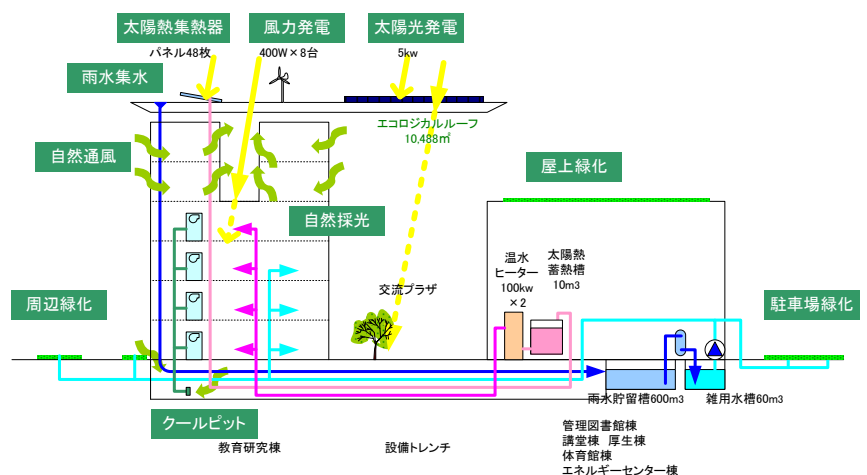 太陽熱集熱器
パネル48枚
風力発電
400W×8台
太陽光発電
5kw
雨水集水
エコロジカルルーフ
10,488㎡
自然通風
屋上緑化
自然採光
温水
ヒーター
100kw
×2
太陽熱
蓄熱槽
10m3
交流プラザ
周辺緑化
駐車場緑化
雨水貯留槽600m3
雑用水槽60m3
クールピット
教育研究棟
設備トレンチ
管理図書館棟
講堂棟 厚生棟
体育館棟
エネルギーセンター棟